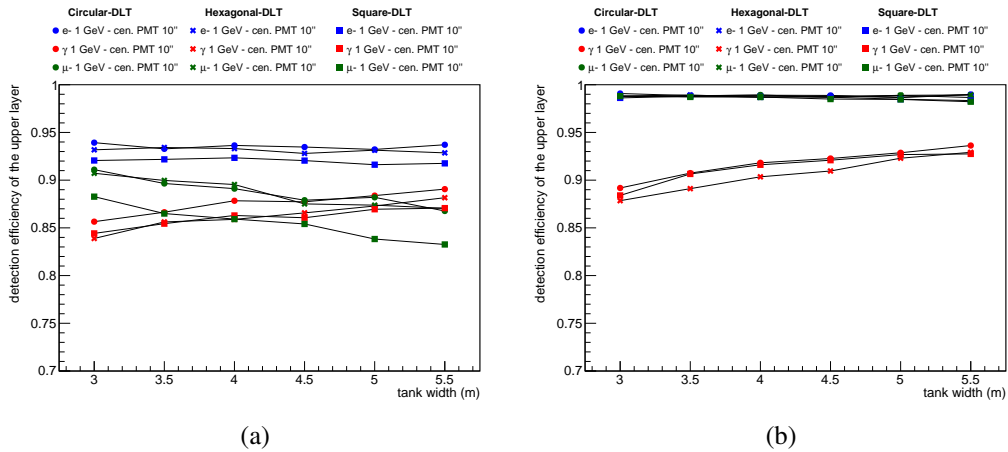 Circular-DLT Hexagonal-DLT Square-DLT
e- 1 GeV - cen. PMT 10" e- 1 GeV - cen. PMT 10" e- 1 GeV - cen. PMT 10"
γ 1 GeV - cen. PMT 10" γ 1 GeV - cen. PMT 10" γ 1 GeV - cen. PMT 10"
μ- 1 GeV - cen. PMT 10" μ- 1 GeV - cen. PMT 10" μ- 1 GeV - cen. PMT 10"
detection efficiency of the upper layer
1
0.95
0.9
0.85
0.8
0.75
0.7
3 3.5 4 4.5 5 5.5
tank width (m)
(a)
Circular-DLT Hexagonal-DLT Square-DLT
e- 1 GeV - cen. PMT 10" e- 1 GeV - cen. PMT 10" e- 1 GeV - cen. PMT 10"
γ 1 GeV - cen. PMT 10" γ 1 GeV - cen. PMT 10" γ 1 GeV - cen. PMT 10"
μ- 1 GeV - cen. PMT 10" μ- 1 GeV - cen. PMT 10" μ- 1 GeV - cen. PMT 10"
detection efficiency of the upper layer
1
0.95
0.9
0.85
0.8
0.75
0.7
3 3.5 4 4.5 5 5.5
tank width (m)
(b)